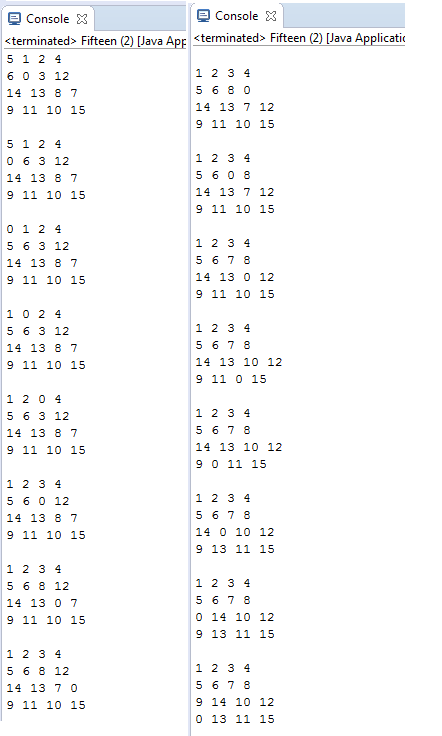 Console
<terminated> Fifteen (2) [Java App
5 1 2 4
6 0 3 12
14 13 8 7
9 11 10 15

5 1 2 4
0 6 3 12
14 13 8 7
9 11 10 15

0 1 2 4
5 6 3 12
14 13 8 7
9 11 10 15

1 0 2 4
5 6 3 12
14 13 8 7
9 11 10 15

1 2 0 4
5 6 3 12
14 13 8 7
9 11 10 15

1 2 3 4
5 6 0 12
14 13 8 7
9 11 10 15

1 2 3 4
5 6 8 12
14 13 0 7
9 11 10 15

1 2 3 4
5 6 8 12
14 13 7 0
9 11 10 15

Console
<terminated> Fifteen (2) [Java Applicatio
1 2 3 4
5 6 8 0
14 13 7 12
9 11 10 15

1 2 3 4
5 6 0 8
14 13 7 12
9 11 10 15

1 2 3 4
5 6 7 8
14 13 0 12
9 11 10 15

1 2 3 4
5 6 7 8
14 13 10 12
9 11 0 15

1 2 3 4
5 6 7 8
14 13 10 12
9 0 11 15

1 2 3 4
5 6 7 8
14 0 10 12
9 13 11 15

1 2 3 4
5 6 7 8
0 14 10 12
9 13 11 15

1 2 3 4
5 6 7 8
9 14 10 12
0 13 11 15